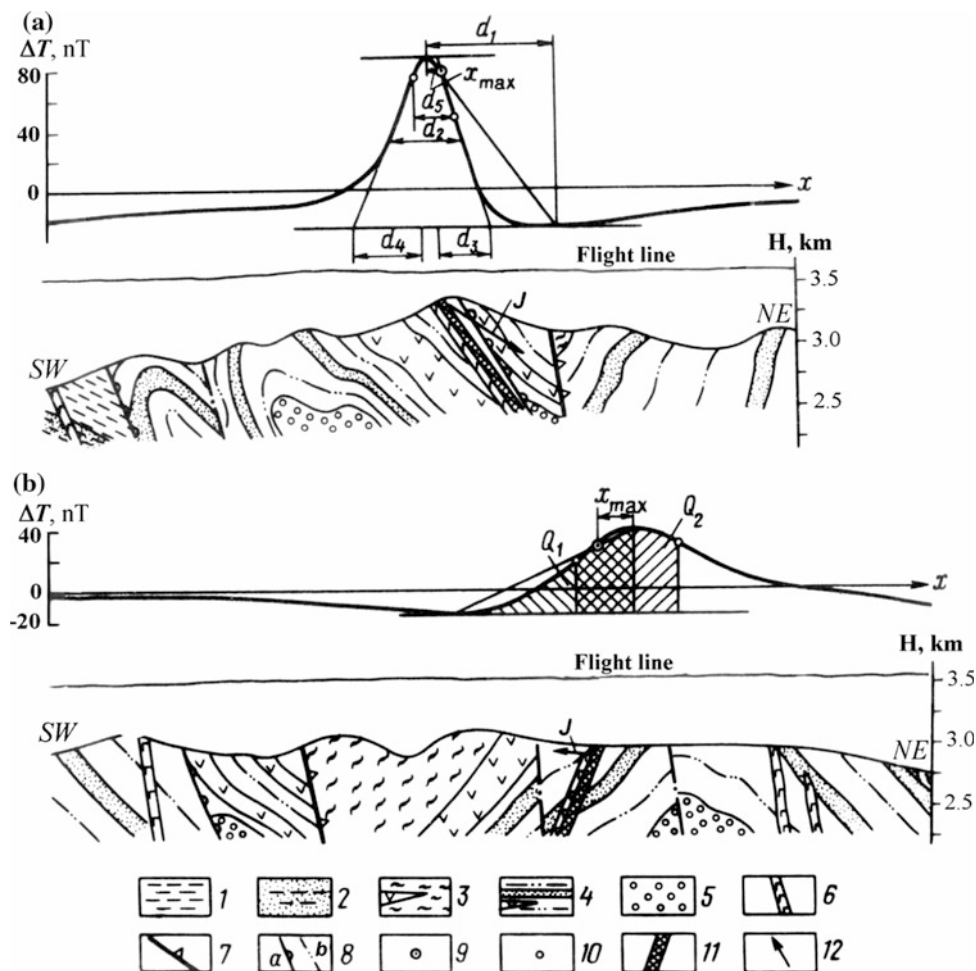 (a)
ΔT, nT
80
40
0
d₁
x_max
d₅
d₂
d₄
d₃
x
Flight line
H, km
3.5
3.0
2.5
SW
J
NE
(b)
ΔT, nT
40
0
-20
x_max
Q₁
Q₂
x
Flight line
H, km
3.5
3.0
2.5
SW
J
NE
1 2 3 4 5 6
7 a b 8 9 10 11 12